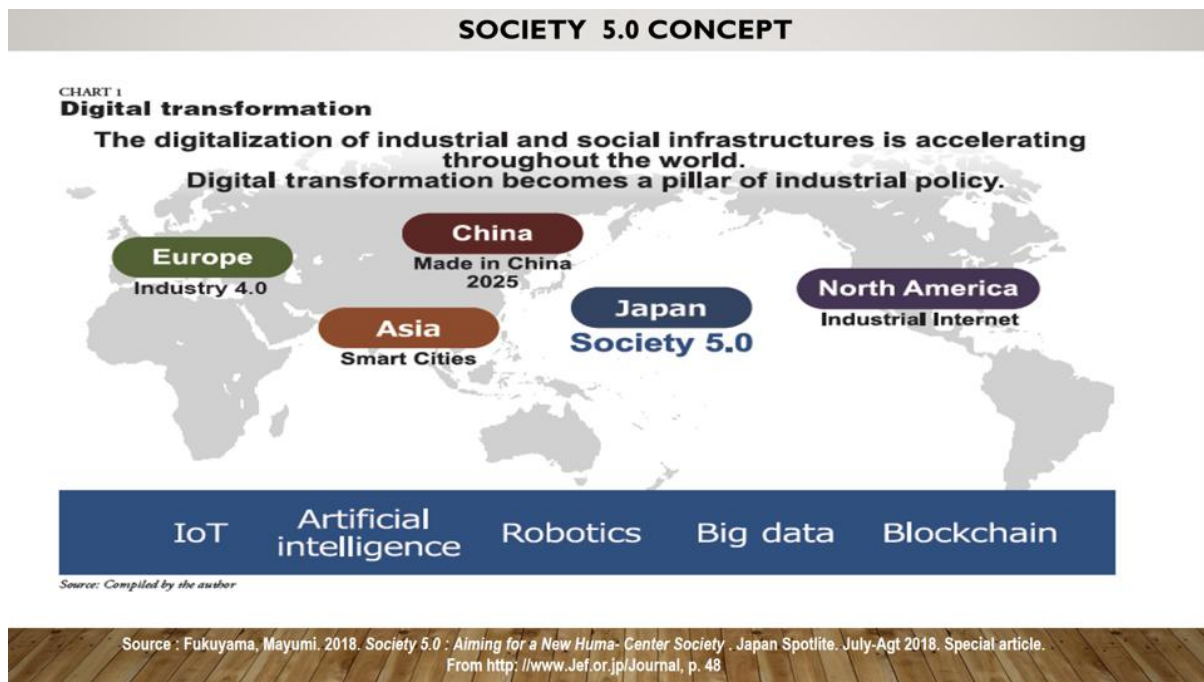 SOCIETY 5.0 CONCEPT
CHART 1
Digital transformation
The digitalization of industrial and social infrastructures is accelerating
throughout the world.
Digital transformation becomes a pillar of industrial policy.
Europe
Industry 4.0
China
Made in China
2025
Asia
Smart Cities
Japan
Society 5.0
North America
Industrial Internet
IoT
Artificial
intelligence
Robotics
Big data
Blockchain
Source: Compiled by the author
Source : Fukuyama, Mayumi. 2018. Society 5.0 : Aiming for a New Huma- Center Society . Japan Spotlite. July-Agt 2018. Special article.
From http: //www.Jef.or.jp/Journal, p. 48